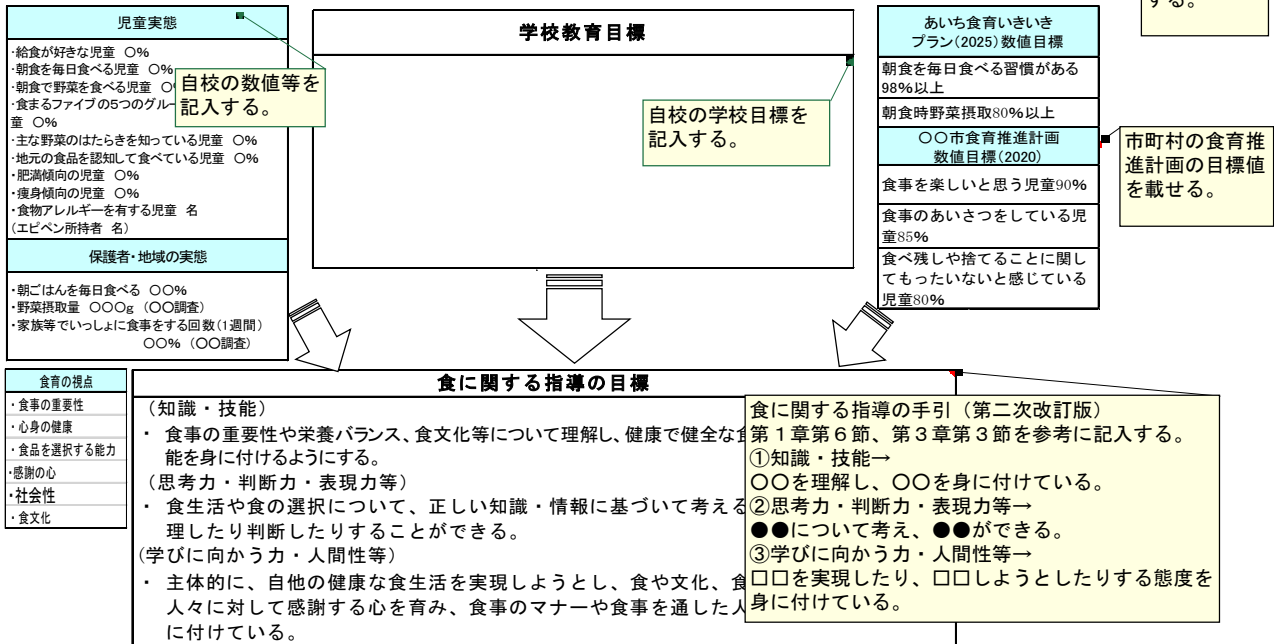 する。
児童実態
・給食が好きな児童 〇%
・朝食を毎日食べる児童 〇%
・朝食で野菜を食べる児童
・食まるファイブの5つのグルー
童 〇%
・主な野菜のはたらきを知っている児童 〇%
・地元の食品を認知して食べている児童 〇%
・肥満傾向の児童 〇%
・痩身傾向の児童 〇%
・食物アレルギーを有する児童 名
(エピペン所持者 名)
自校の数値等を
記入する。
保護者・地域の実態
・朝ごはんを毎日食べる 〇〇%
・野菜摂取量 〇〇〇g (〇〇調査)
・家族等でいっしょに食事をする回数(1週間)
〇〇% (〇〇調査)
学校教育目標
自校の学校目標を
記入する。
あいち食育いきいき
プラン(2025)数値目標
朝食を毎日食べる習慣がある
98%以上
朝食時野菜摂取80%以上
〇〇市食育推進計画
数値目標(2020)
食事を楽しいと思う児童90%
食事のあいさつをしている児
童85%
食べ残しや捨てることに関し
てもったいないと感じている
児童80%
市町村の食育推
進計画の目標値
を載せる。
食育の視点
・食事の重要性
・心身の健康
・食品を選択する能力
・感謝の心
・社会性
・食文化
食に関する指導の目標
(知識・技能)
・ 食事の重要性や栄養バランス、食文化等について理解し、健康で健全な
能を身に付けるようにする。
(思考力・判断力・表現力等)
・ 食生活や食の選択について、正しい知識・情報に基づいて考える
理したり判断したりすることができる。
(学びに向かう力・人間性等)
・ 主体的に、自他の健康な食生活を実現しようとし、食や文化、食
人々に対して感謝する心を育み、食事のマナーや食事を通した人
に付けている。
食に関する指導の手引(第二次改訂版)
第1章第6節、第3章第3節を参考に記入する。
①知識・技能→
〇〇を理解し、〇〇を身に付けている。
②思考力・判断力・表現力等→
●●について考え、●●ができる。
③学びに向かう力・人間性等→
□□を実現したり、□□しようとしたりする態度を
身に付けている。